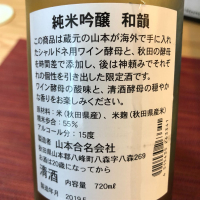 純米吟醸 和韻
この商品は蔵元の山本が海外で手に入れ
たシャルドネ用ワイン酵母と、秋田の酵母
を時間差で添加し、後は神頼みでそれぞ
れの個性を引き出した限定酒です。
ワイン酵母の酸味と、清酒酵母の穏やか
な香りをお楽しみください。
原材料：米(秋田県産)、米麹(秋田県産米)
精米歩合：55％
アルコール分：15度
山本合名会社
秋田県山本郡八峰町八森字八森269
お酒は20歳になってから
清酒 内容量 720ml
製造年月 2019.